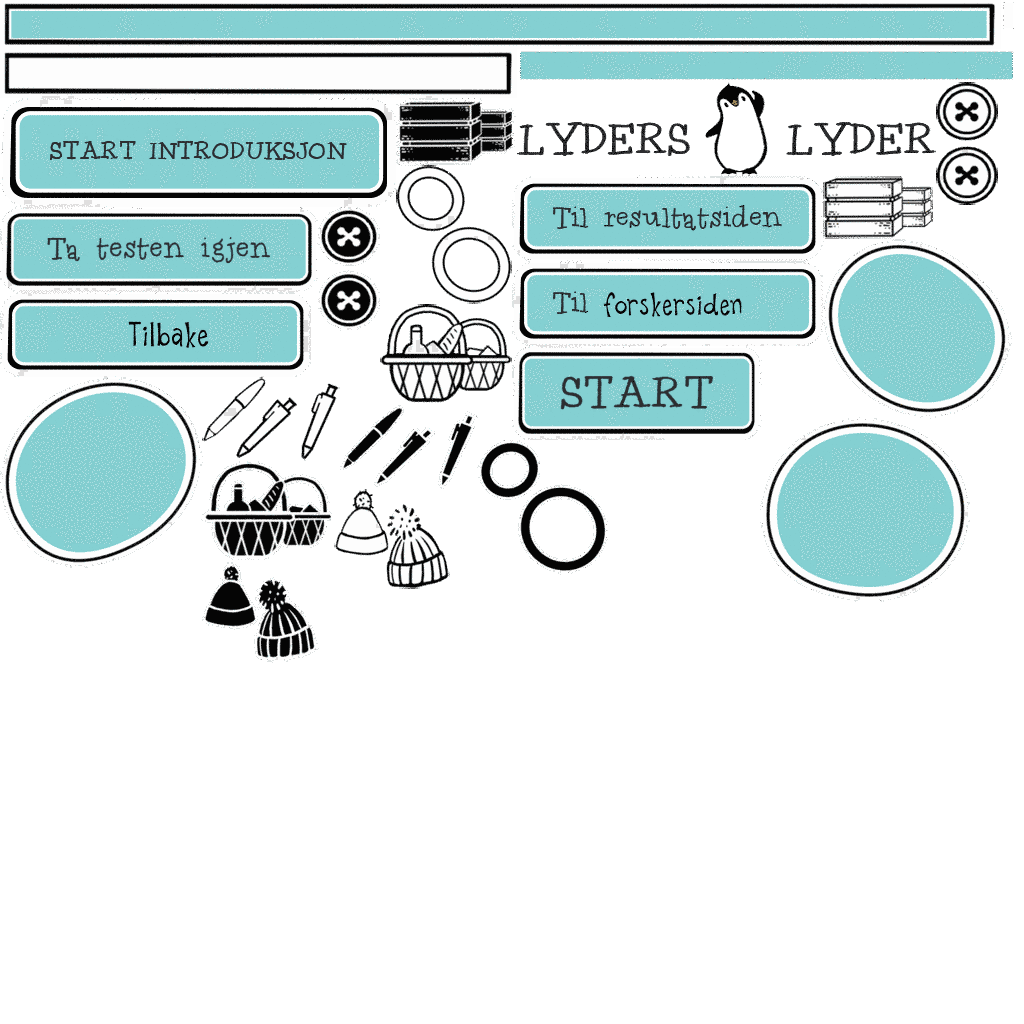 START INTRODUKSJON
LYDERS LYDER
Til resultatsiden
Ta testen igjen
Til forskersiden
Tilbake
START